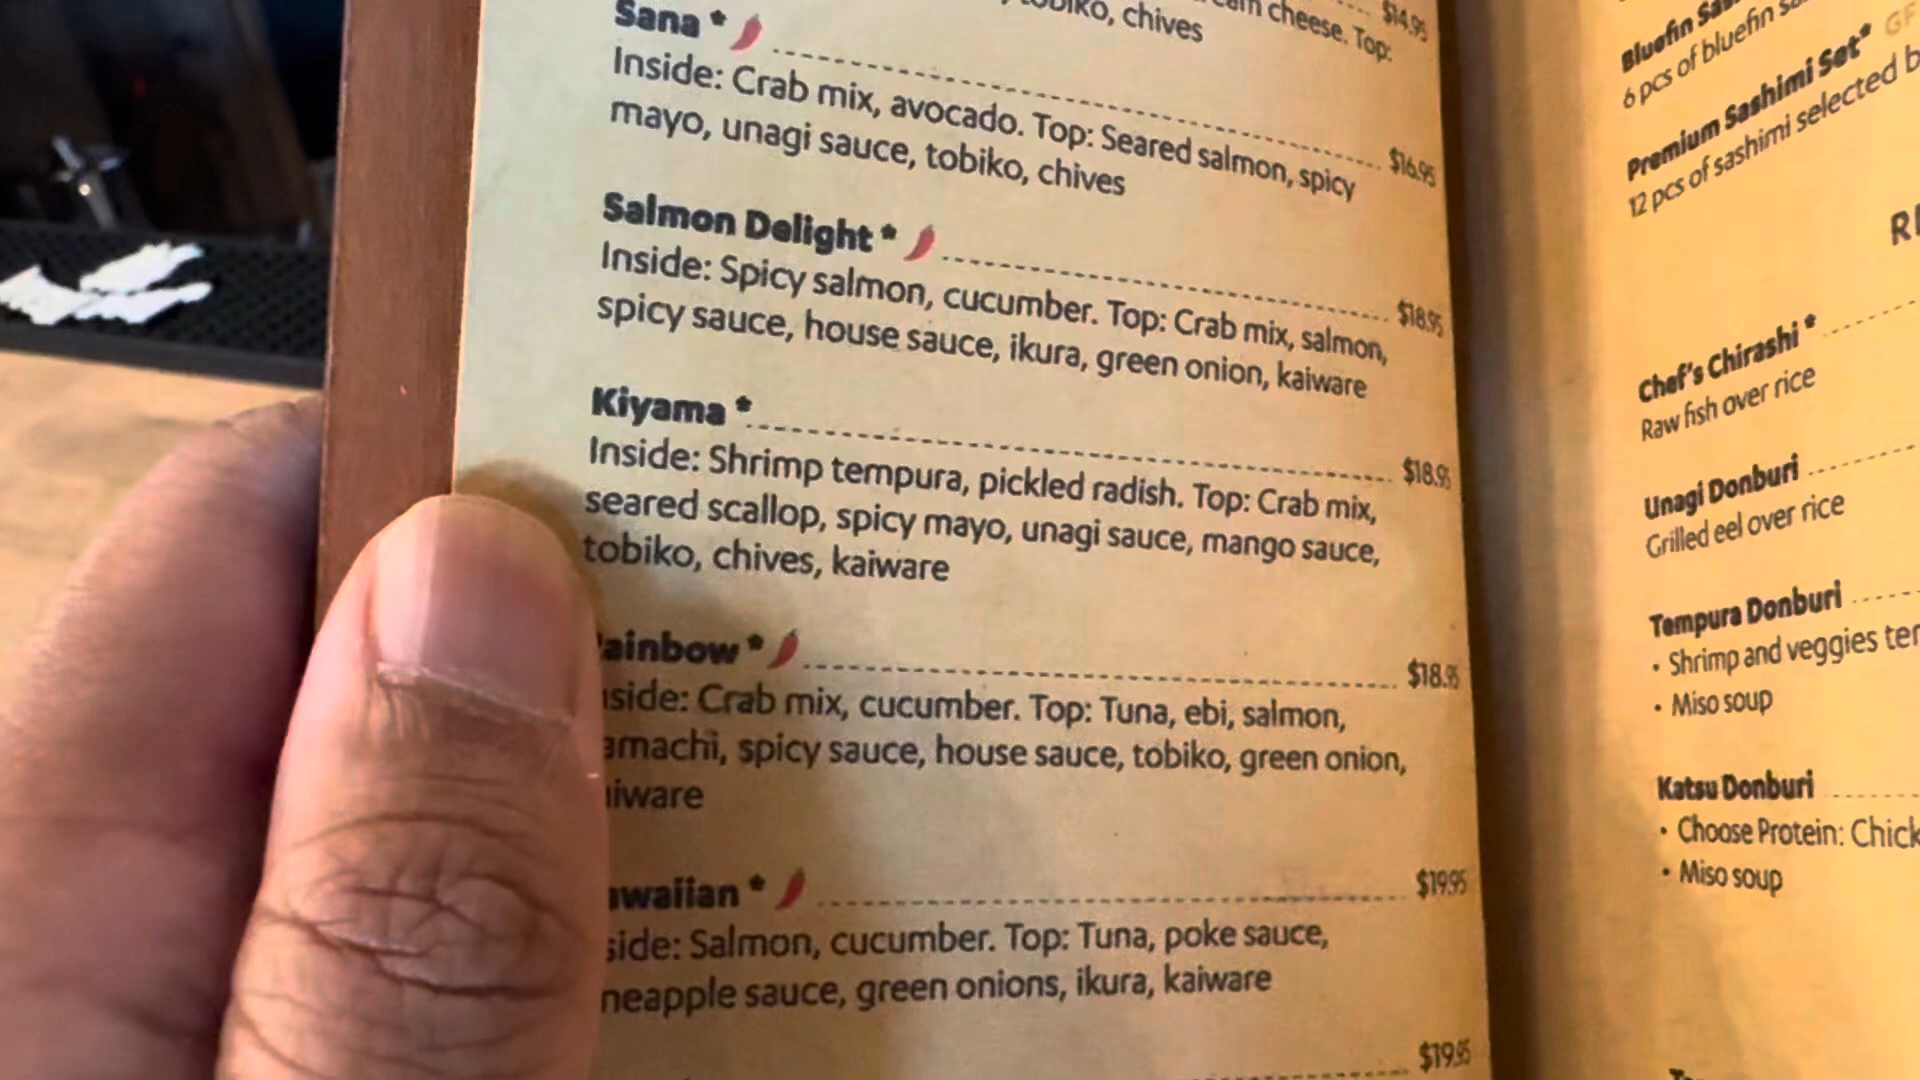 cheese. Top: $14.95
tobiko, chives
Sana * $16.95
Inside: Crab mix, avocado. Top: Seared salmon, spicy
mayo, unagi sauce, tobiko, chives
Salmon Delight * $18.95
Inside: Spicy salmon, cucumber. Top: Crab mix, salmon,
spicy sauce, house sauce, ikura, green onion, kaiware
Kiyama * $18.95
Inside: Shrimp tempura, pickled radish. Top: Crab mix,
seared scallop, spicy mayo, unagi sauce, mango sauce,
tobiko, chives, kaiware
ainbow * $18.95
side: Crab mix, cucumber. Top: Tuna, ebi, salmon,
amachi, spicy sauce, house sauce, tobiko, green onion,
iware
awaiian * $19.95
side: Salmon, cucumber. Top: Tuna, poke sauce,
neapple sauce, green onions, ikura, kaiware
$19.95
Bluefin
6 pcs of bluefin
Premium Sashimi Set* GF
12 pcs of sashimi selected b
Chef's Chirashi *
Raw fish over rice
Unagi Donburi
Grilled eel over rice
Tempura Donburi
• Shrimp and veggies ter
• Miso soup
Katsu Donburi
• Choose Protein: Chick
• Miso soup